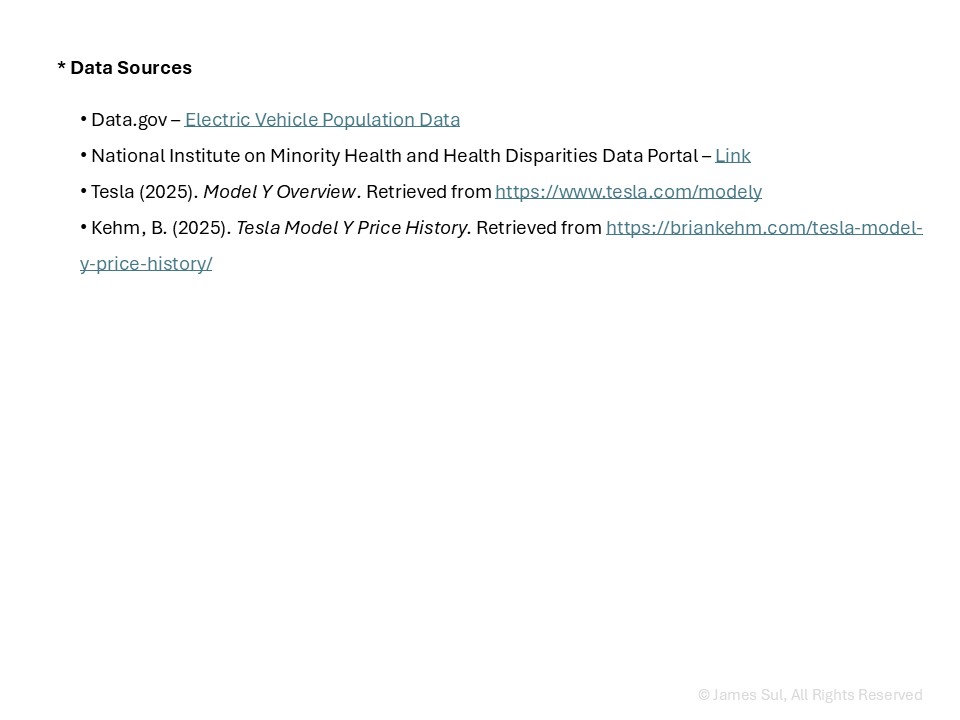 * Data Sources
• Data.gov – Electric Vehicle Population Data
• National Institute on Minority Health and Health Disparities Data Portal – Link
• Tesla (2025). Model Y Overview. Retrieved from https://www.tesla.com/modely
• Kehm, B. (2025). Tesla Model Y Price History. Retrieved from https://briankehm.com/tesla-model-
y-price-history/
© James Sul, All Rights Reserved